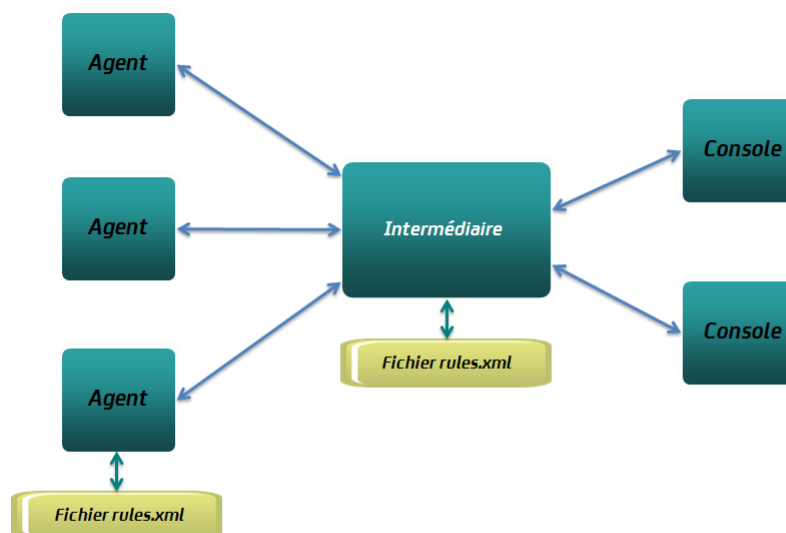 Agent
Console
Agent
Intermédiaire
Console
Fichier rules.xml
Agent
Fichier rules.xml